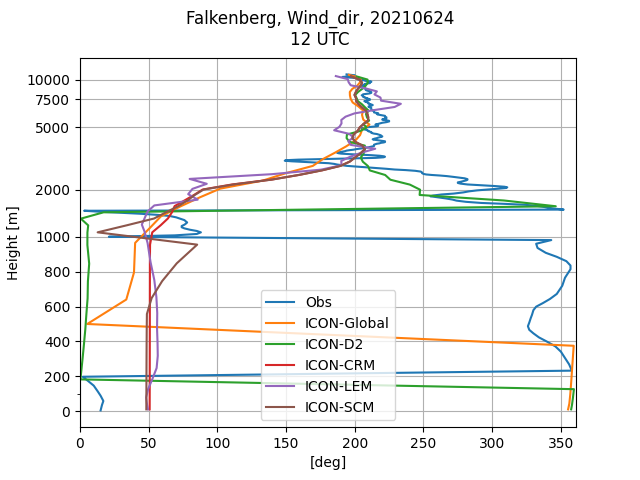 Falkenberg, Wind_dir, 20210624
12 UTC
10000
7500
5000
2000
1000
800
600
400
200
0
Height [m]
Obs
ICON-Global
ICON-D2
ICON-CRM
ICON-LEM
ICON-SCM
0 50 100 150 200 250 300 350
[deg]